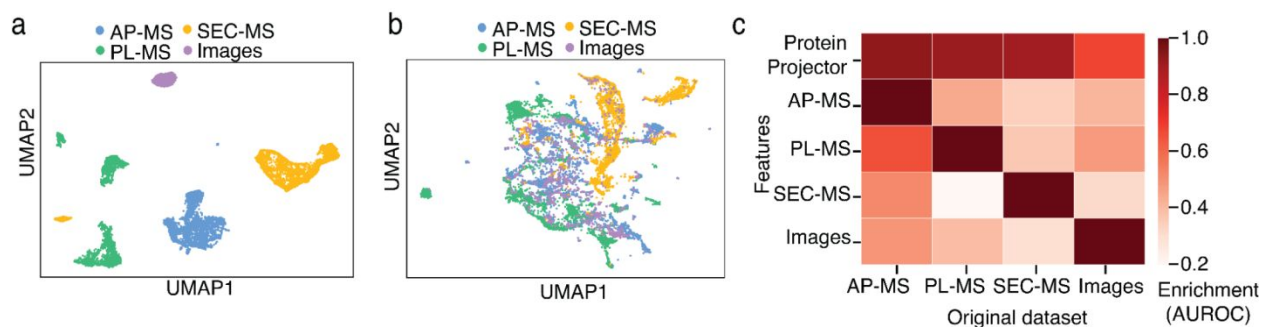 a
AP-MS SEC-MS
PL-MS Images
UMAP2
UMAP1
b
AP-MS SEC-MS
PL-MS Images
UMAP2
UMAP1
c
Protein
Projector
AP-MS
PL-MS
SEC-MS
Images
Features
AP-MS PL-MS SEC-MS Images
Original dataset
1.0
0.8
0.6
0.4
0.2
Enrichment
(AUROC)